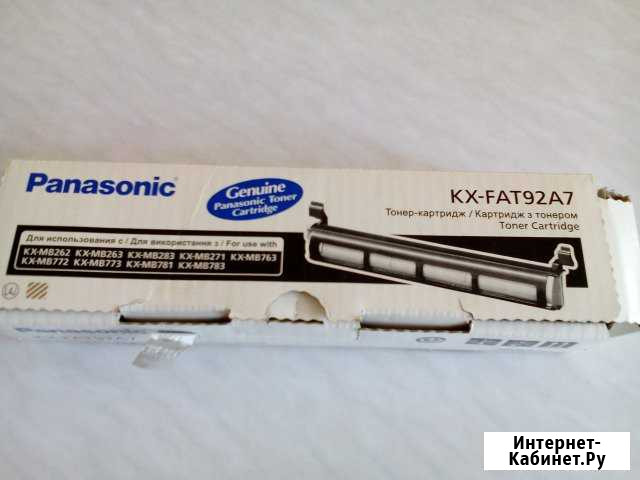 Panasonic
Genuine
Panasonic Toner
Cartridge
KX-FAT92A7
Тонер-картридж / Картридж з тонером
Toner Cartridge
Для использования с / Для використання з / For use with
KX-MB262 KX-MB263 KX-MB283 KX-MB271 KX-MB763
KX-MB772 KX-MB773 KX-MB781 KX-MB783
Panasonic
Интернет-
Кабинет.Ру